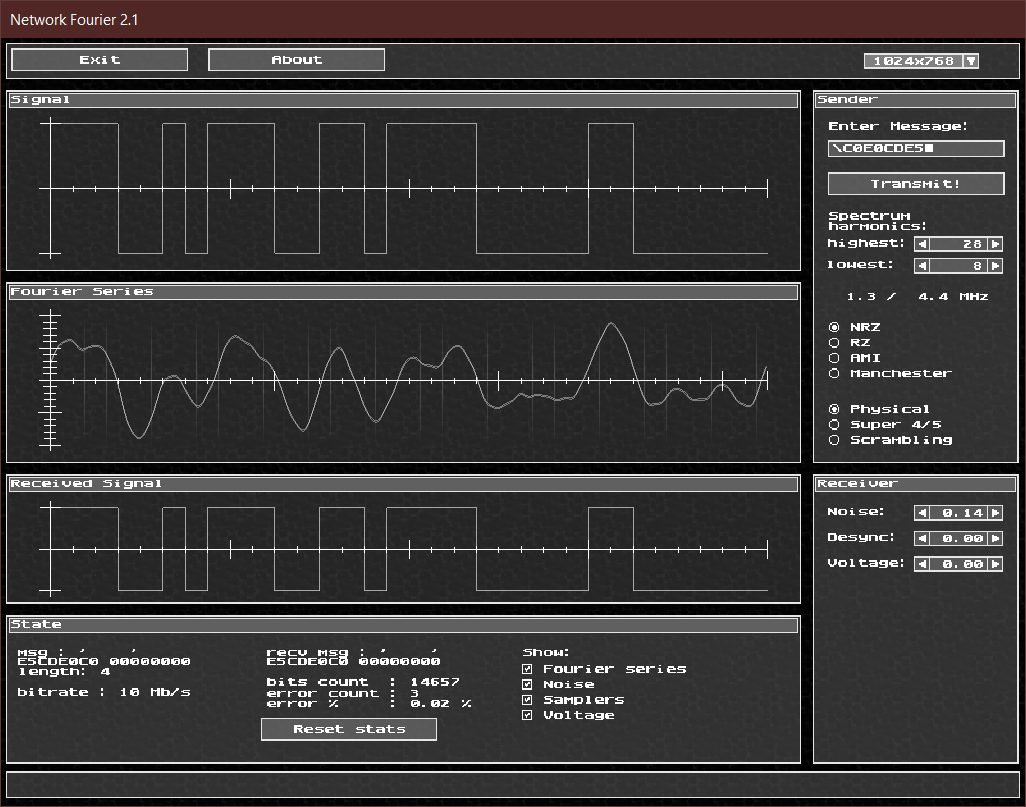 Network Fourier 2.1
Exit
About
1024x768
Signal
Fourier Series
Received Signal
State
msg : ' '
E5CDE0C0 00000000
length: 4
bitrate : 10 Mb/s
recv msg : ' '
E5CDE0C0 00000000
bits count : 14657
error count : 3
error % : 0.02 %
Reset stats
Show:
Fourier series
Noise
Samplers
Voltage
Sender
Enter Message:
\C0E0CDE5
Transmit!
Spectrum
harmonics:
highest: 28
lowest: 8
1.3 / 4.4 MHz
NRZ
RZ
AMI
Manchester
Physical
Super 4/5
Scrambling
Receiver
Noise: 0.14
Desync: 0.00
Voltage: 0.00